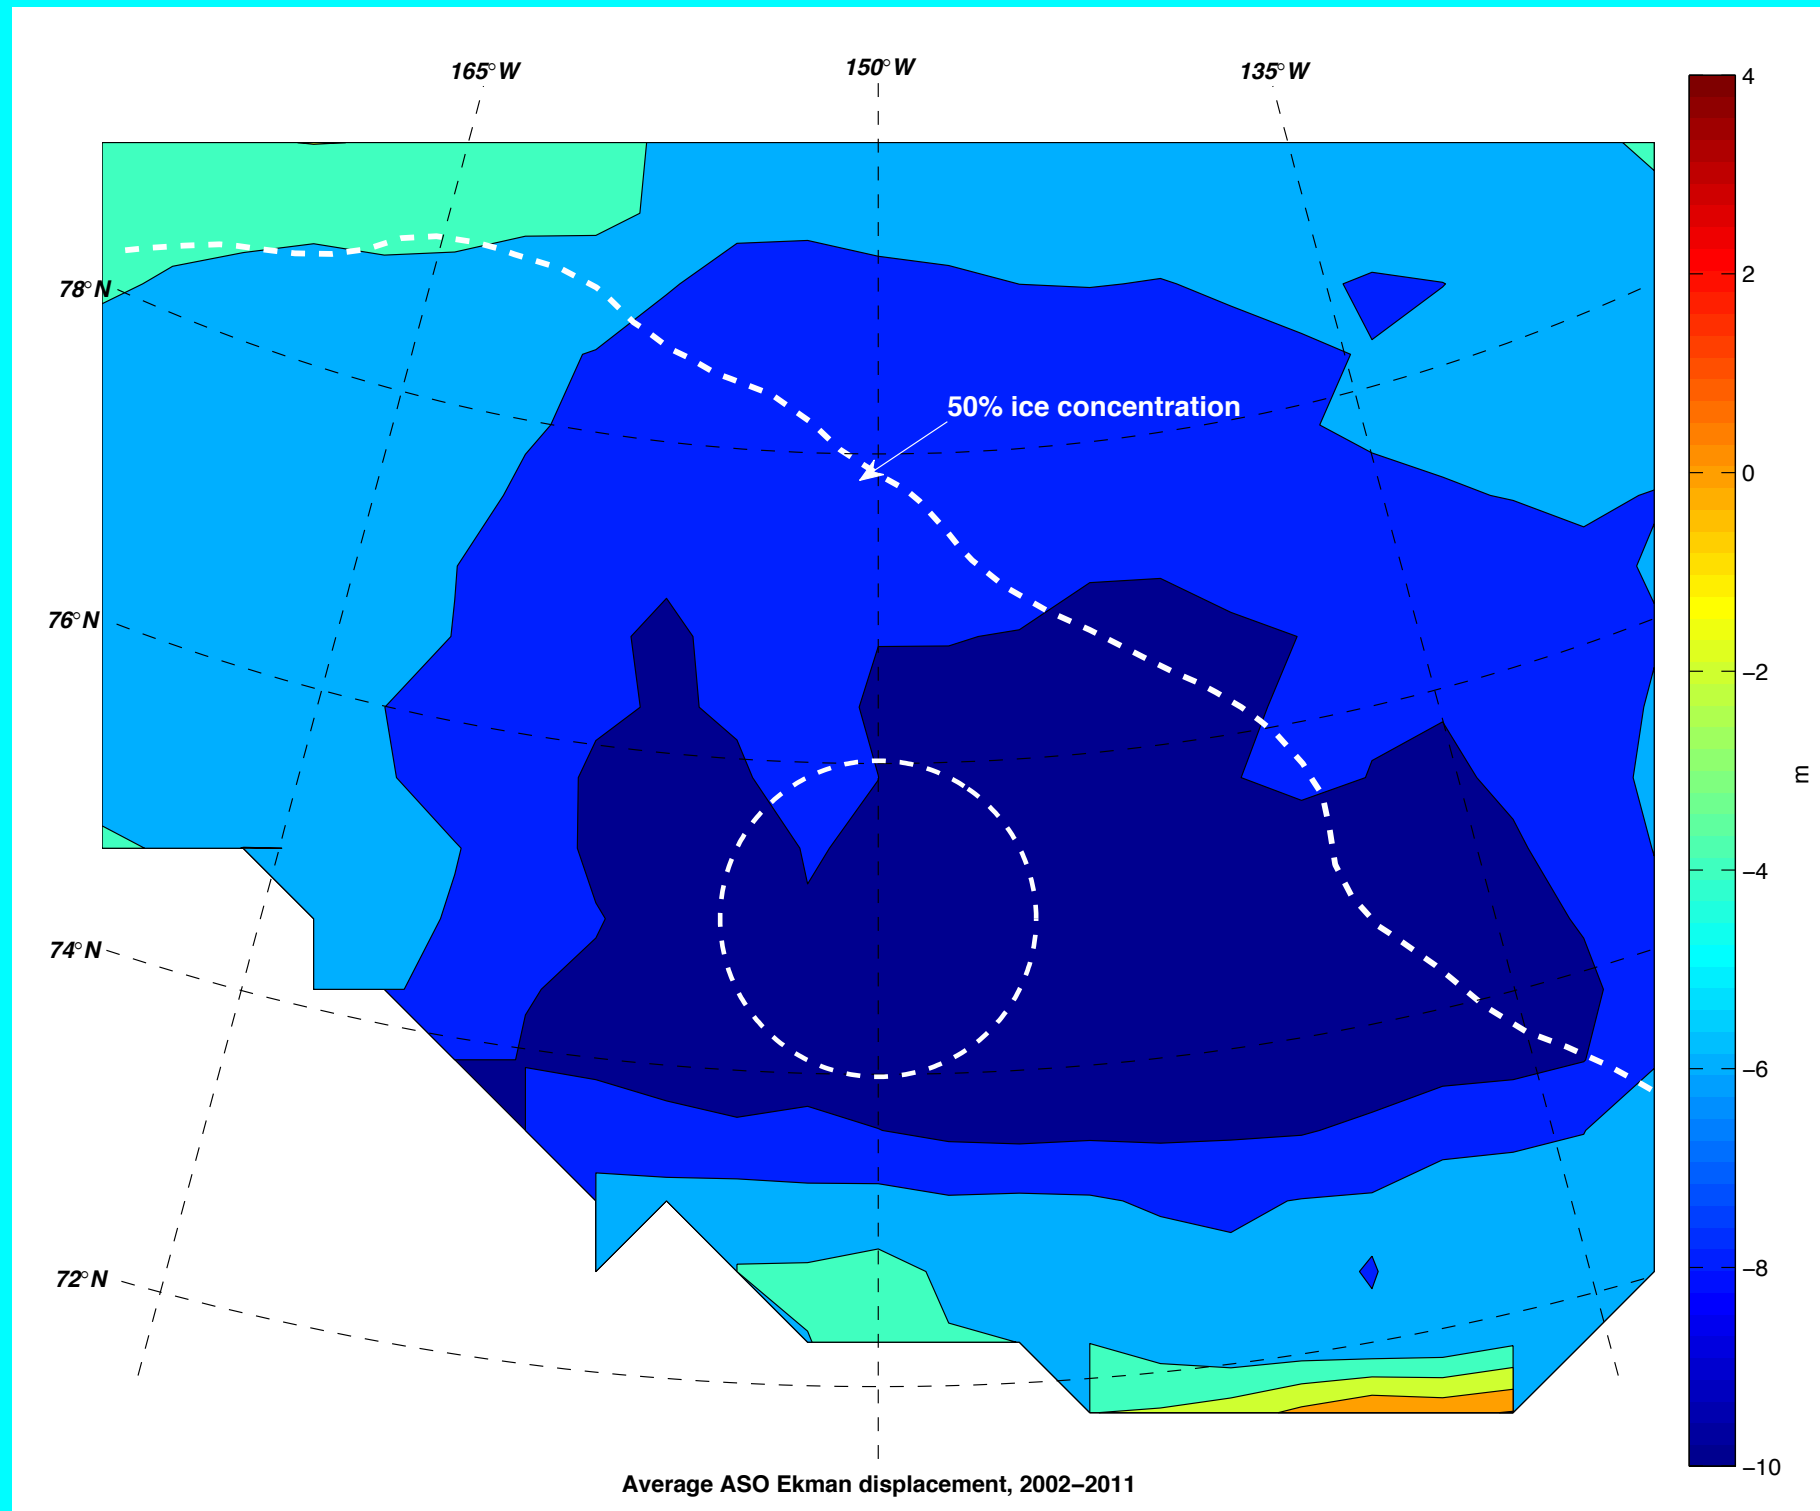 165°W
150°W
135°W
78°N
76°N
74°N
72°N
50% ice concentration
4
2
0
−2
−4
−6
−8
−10
m
Average ASO Ekman displacement, 2002−2011